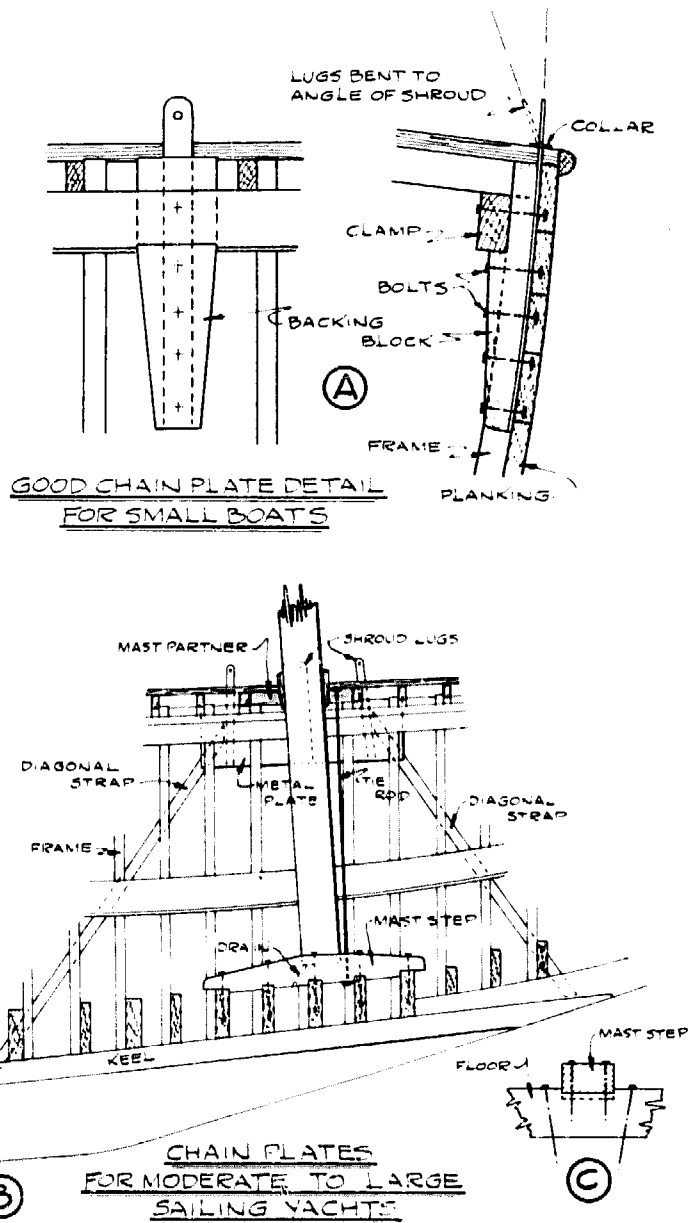 LUGS BENT TO
ANGLE OF SHROUD
COLLAR
CLAMP
BOLTS
BACKING
BLOCK
A
FRAME
PLANKING
GOOD CHAIN PLATE DETAIL
FOR SMALL BOATS
MAST PARTNER
SHROUD LUGS
DIAGONAL
STRAP
METAL
PLATE
TIE
ROD
DIAGONAL
STRAP
FRAME
MAST STEP
DRAIN
KEEL
MAST STEP
FLOOR
CHAIN PLATES
FOR MODERATE TO LARGE
SAILING YACHTS
B
C